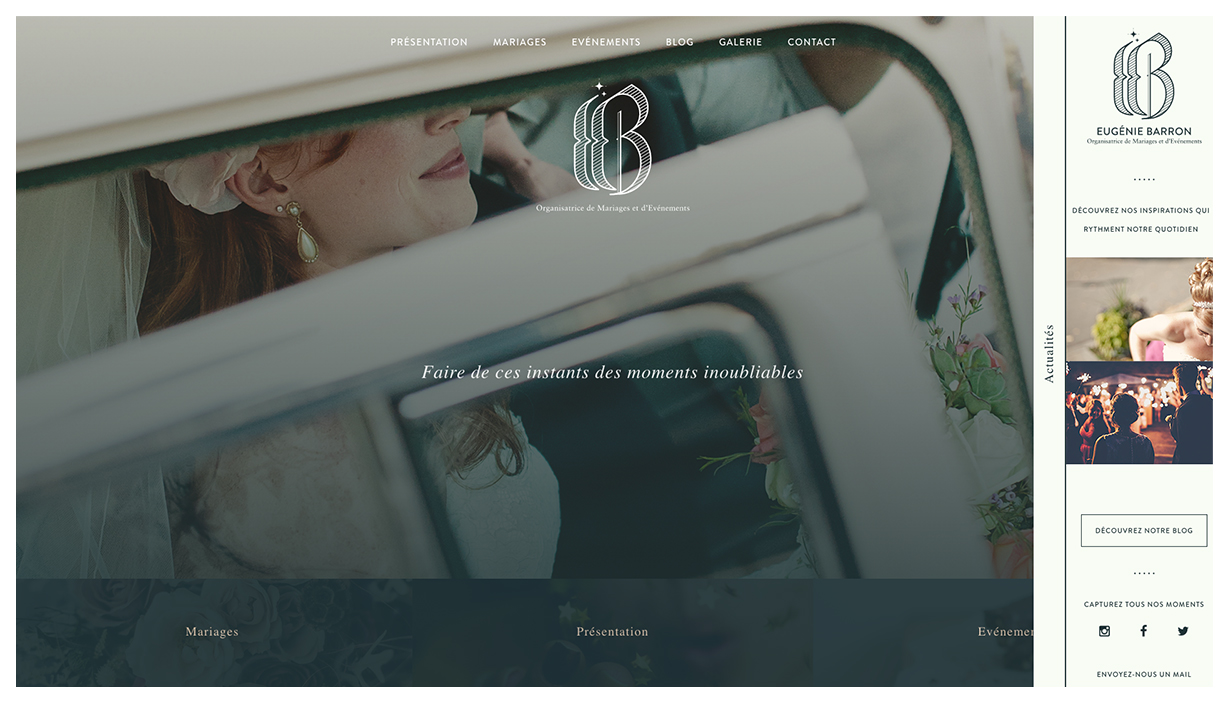 PRÉSENTATION MARIAGES EVÉNEMENTS BLOG GALERIE CONTACT
EB
Organisatrice de Mariages et d'Evénements
Faire de ces instants des moments inoubliables
Mariages Présentation Evénemen
Actualités
EB
EUGÉNIE BARRON
Organisatrice de Mariages et d'Evénements
DÉCOUVREZ NOS INSPIRATIONS QUI
RYTHMENT NOTRE QUOTIDIEN
DÉCOUVREZ NOTRE BLOG
CAPTUREZ TOUS NOS MOMENTS
ENVOYEZ-NOUS UN MAIL